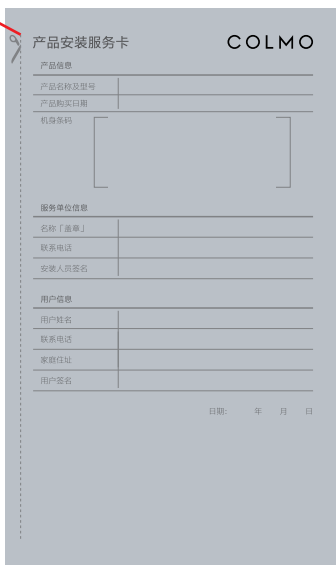 产品安装服务卡 COLMO
产品信息
产品名称及型号
产品购买日期
机身条码
服务单位信息
名称「盖章」
联系电话
安装人员签名
用户信息
用户姓名
联系电话
家庭住址
用户签名
日期: 年 月 日